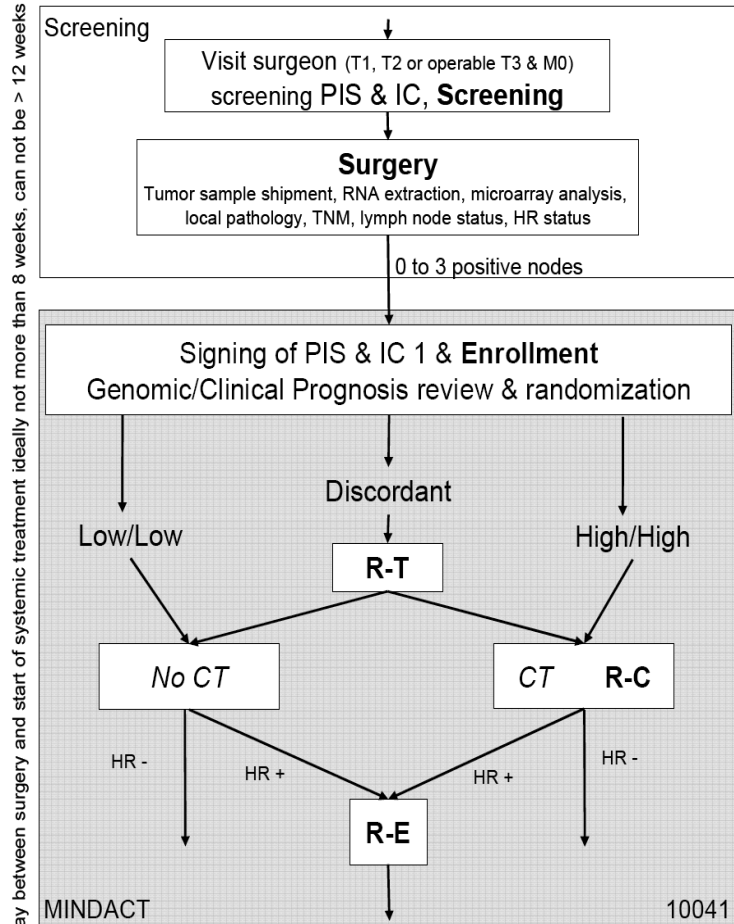 Screening
Visit surgeon (T1, T2 or operable T3 & M0)
screening PIS & IC, Screening
Surgery
Tumor sample shipment, RNA extraction, microarray analysis,
local pathology, TNM, lymph node status, HR status
0 to 3 positive nodes
Signing of PIS & IC 1 & Enrollment
Genomic/Clinical Prognosis review & randomization
Low/Low
Discordant
High/High
R-T
No CT
CT R-C
HR -
HR +
HR +
HR -
R-E
MINDACT
10041
ay between surgery and start of systemic treatment ideally not more than 8 weeks, can not be > 12 weeks